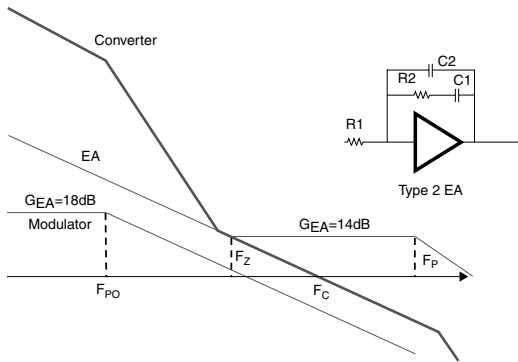 Converter
C2
R2
C1
R1
EA
Type 2 EA
GEA=18dB
GEA=14dB
Modulator
FZ
FP
FPO
FC